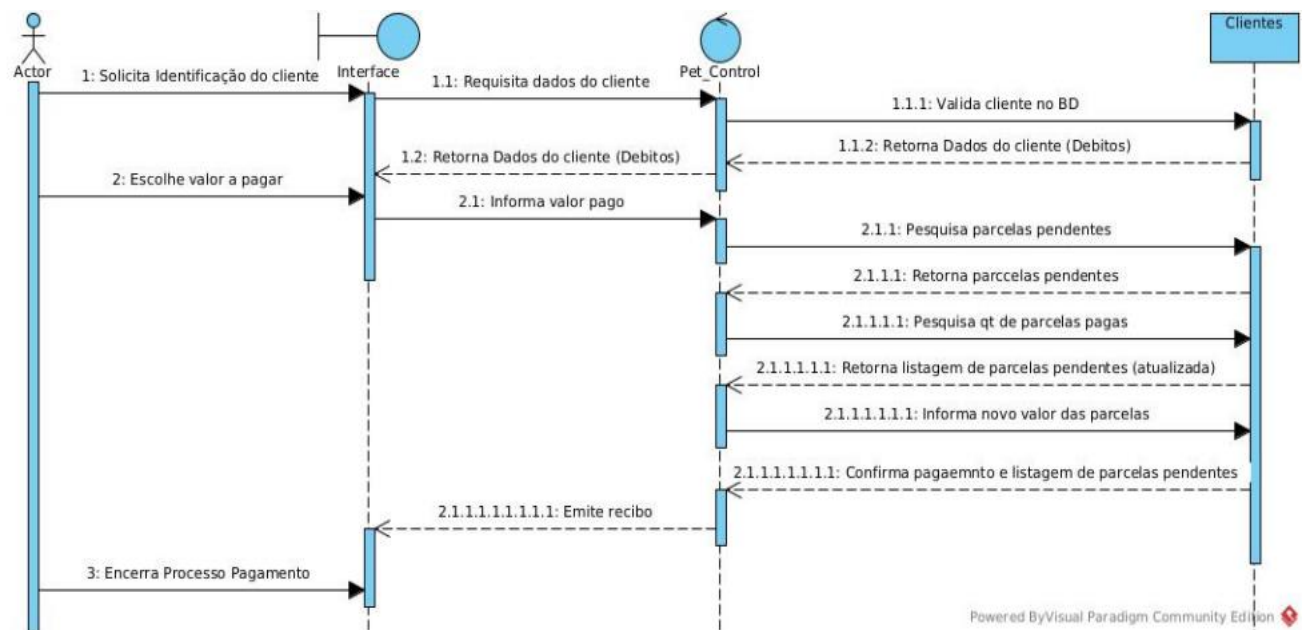 Clientes
Actor
Interface
Pet_Control
1: Solicita Identificação do cliente
1.1: Requisita dados do cliente
1.1.1: Valida cliente no BD
1.1.2: Retorna Dados do cliente (Debitos)
1.2: Retorna Dados do cliente (Debitos)
2: Escolhe valor a pagar
2.1: Informa valor pago
2.1.1: Pesquisa parcelas pendentes
2.1.1.1: Retorna parccelas pendentes
2.1.1.1.1: Pesquisa qt de parcelas pagas
2.1.1.1.1.1: Retorna listagem de parcelas pendentes (atualizada)
2.1.1.1.1.1.1: Informa novo valor das parcelas
2.1.1.1.1.1.1.1: Confirma pagaemnto e listagem de parcelas pendentes
2.1.1.1.1.1.1.1.1: Emite recibo
3: Encerra Processo Pagamento
Powered ByVisual Paradigm Community Edition